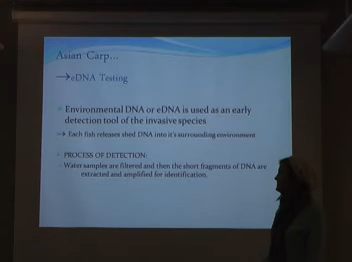 Asian Carp...
→eDNA Testing
Environmental DNA or eDNA is used as an early
detection tool of the invasive species
→ Each fish releases shed DNA into it's surrounding environment
PROCESS OF DETECTION:
Water samples are filtered and then the short fragments of DNA are
extracted and amplified for identification.